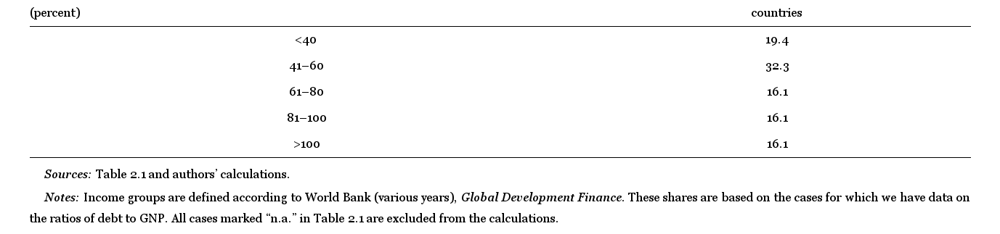 (percent) countries
<40 19.4
41–60 32.3
61–80 16.1
81–100 16.1
>100 16.1
Sources: Table 2.1 and authors’ calculations.
Notes: Income groups are defined according to World Bank (various years), Global Development Finance. These shares are based on the cases for which we have data on
the ratios of debt to GNP. All cases marked “n.a.” in Table 2.1 are excluded from the calculations.